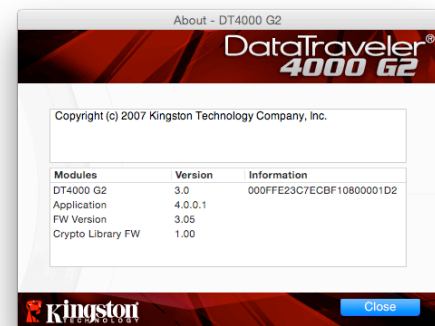 About - DT4000 G2
DataTraveler®
4000 G2
Copyright (c) 2007 Kingston Technology Company, Inc.
Modules Version Information
DT4000 G2 3.0 000FFE23C7ECBF10800001D2
Application 4.0.0.1
FW Version 3.05
Crypto Library FW 1.00
Kingston
TECHNOLOGY
Close